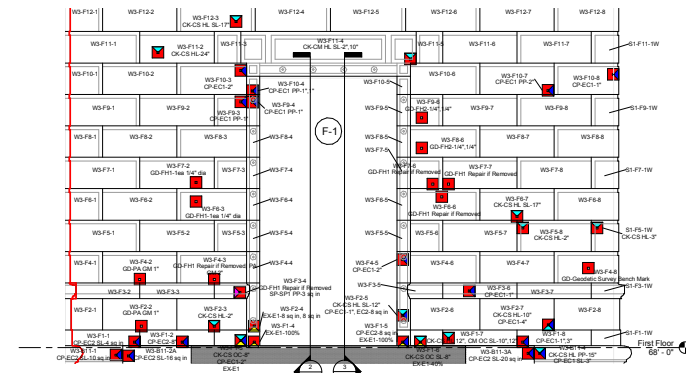 W3-F12-1
W3-F12-2
W3-F12-3
CK-CS HL SL-17"
W3-F12-4
W3-F12-5
W3-F12-6
W3-F12-7
W3-F12-8
W3-F11-1
W3-F11-2
CK-CS HL-24"
W3-F11-3
W3-F11-4
CK-CM HL SL-2",10"
W3-F11-5
W3-F11-6
W3-F11-7
S1-F11-1W
W3-F10-1
W3-F10-2
W3-F10-3
CP-EC1-2"
W3-F10-4
CP-EC1 PP-1",1"
W3-F10-5
W3-F10-6
W3-F10-7
CP-EC1 PP-2"
W3-F10-8
CP-EC1-1"
W3-F9-1
W3-F9-2
W3-F9-3
CP-EC1 PP-1"
W3-F9-4
CP-EC1 PP-1"
W3-F9-5
W3-F9-6
GD-FH2-1/4",1/4"
W3-F9-7
W3-F9-8
S1-F9-1W
W3-F8-1
W3-F8-2
W3-F8-3
W3-F8-4
W3-F8-5
W3-F8-6
GD-FH2-1/4",1/4"
W3-F8-7
W3-F8-8
W3-F7-1
W3-F7-2
GD-FH1-1ea 1/4" dia
W3-F7-3
W3-F7-4
W3-F7-5
W3-F7-6
GD-FH1 Repair if Removed
W3-F7-7
GD-FH1 Repair if Removed
W3-F7-8
S1-F7-1W
W3-F6-1
W3-F6-3
GD-FH1-1ea 1/4" dia
W3-F6-4
W3-F6-5
W3-F6-6
GD-FH1 Repair if Removed
W3-F6-7
CK-CS HL SL-17"
W3-F6-8
W3-F5-1
W3-F5-2
W3-F5-3
W3-F5-4
W3-F5-5
W3-F5-6
W3-F5-7
W3-F5-8
CK-CS HL-2"
S1-F5-1W
CK-CS HL-3"
W3-F4-1
W3-F4-2
GD-PA GM 1"
W3-F4-3
GD-FH1 Repair if Removed
W3-F4-4
W3-F4-5
CP-EC1-2"
W3-F4-6
W3-F4-7
W3-F4-8
GD-Geodetic Survey Bench Mark
W3-F3-2
W3-F3-3
W3-F3-4
GD-FH1 Repair if Removed
SP-SP1 PP-3 sq in
W3-F3-5
W3-F3-6
CP-EC1-1"
W3-F3-7
S1-F3-1W
W3-F2-1
W3-F2-2
GD-PA GM 1"
W3-F2-3
CK-CS HL-2"
W3-F2-4
EX-E1-8 sq in, 8 sq in
W3-F2-5
CK-CS HL SL-12"
CP-EC1-1", EC2-8 sq in
W3-F2-6
W3-F2-7
CK-CS HL-10"
CP-EC1-4"
W3-F2-8
W3-F1-1
CP-EC2 SL-4 sq in
W3-F1-2
CP-EC2-8"
W3-F1-4
EX-E1-100%
W3-F1-5
CP-EC2-8 sq in
EX-E1-100%
W3-F1-7
W3-F1-8
CP-EC1-1",3"
S1-F1-1W
W3-B11-2A
CP-EC2 SL-16 sq in
CK-CS OC-8"
CP-EC1-2"
EX-E1
CK-CS OC SL-8"
EX-E1-40%
W3-B11-3A
CP-EC2 SL-20 sq in
CK-CS HL PP-15"
CP-EC1 SL-3"
F-1
2
3
First Floor
68' - 0"